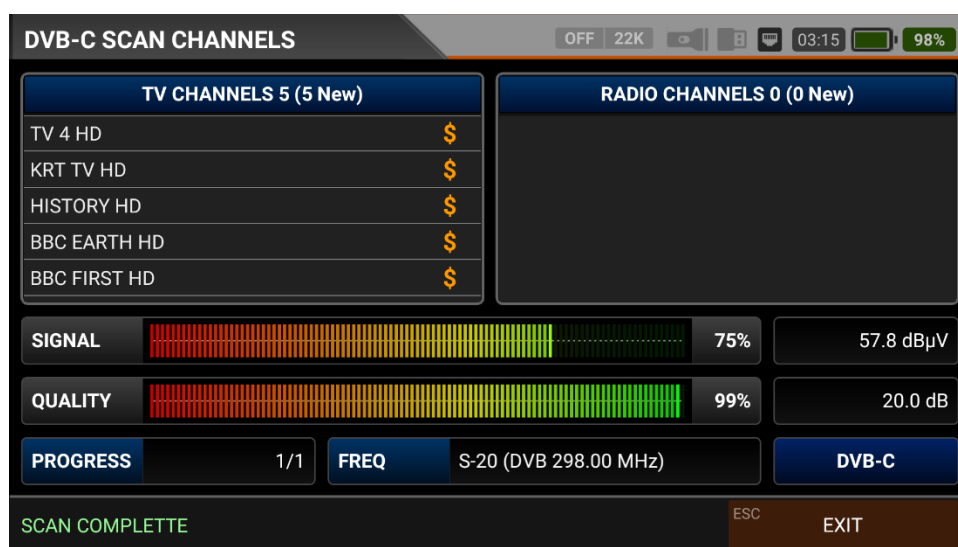 DVB-C SCAN CHANNELS
OFF 22K 03:15 98%
TV CHANNELS 5 (5 New)
TV 4 HD $
KRT TV HD $
HISTORY HD $
BBC EARTH HD $
BBC FIRST HD $
RADIO CHANNELS 0 (0 New)
SIGNAL 75% 57.8 dBµV
QUALITY 99% 20.0 dB
PROGRESS 1/1 FREQ S-20 (DVB 298.00 MHz) DVB-C
SCAN COMPLETTE ESC EXIT